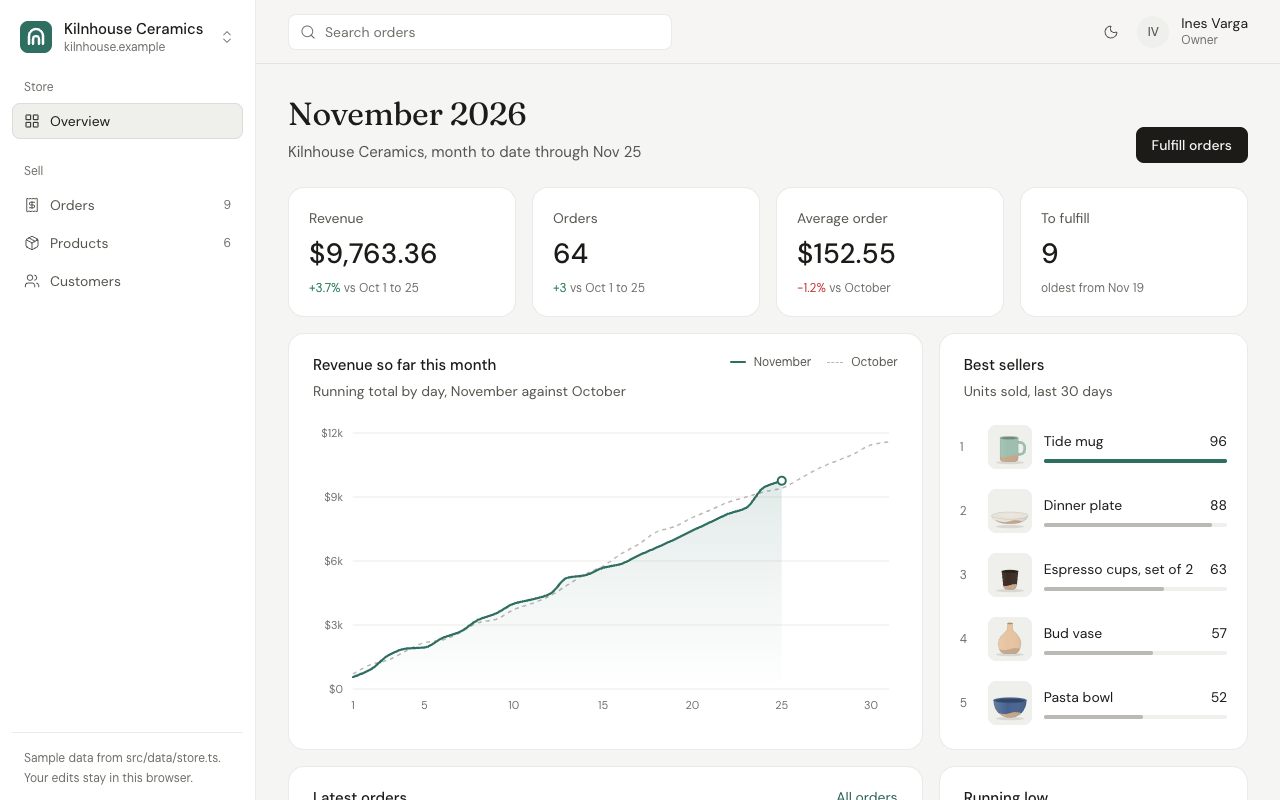 Kilnhouse Ceramics
kilnhouse.example
Store
Overview
Sell
Orders 9
Products 6
Customers
Sample data from src/data/store.ts.
Your edits stay in this browser.
Search orders
IV
Ines Varga
Owner
November 2026
Kilnhouse Ceramics, month to date through Nov 25
Fulfill orders
Revenue
$9,763.36
+3.7% vs Oct 1 to 25
Orders
64
+3 vs Oct 1 to 25
Average order
$152.55
-1.2% vs October
To fulfill
9
oldest from Nov 19
Revenue so far this month
Running total by day, November against October
November October
$12k
$9k
$6k
$3k
$0
1 5 10 15 20 25 30
Best sellers
Units sold, last 30 days
1 Tide mug 96
2 Dinner plate 88
3 Espresso cups, set of 2 63
4 Bud vase 57
5 Pasta bowl 52
Latest orders
All orders
Running low